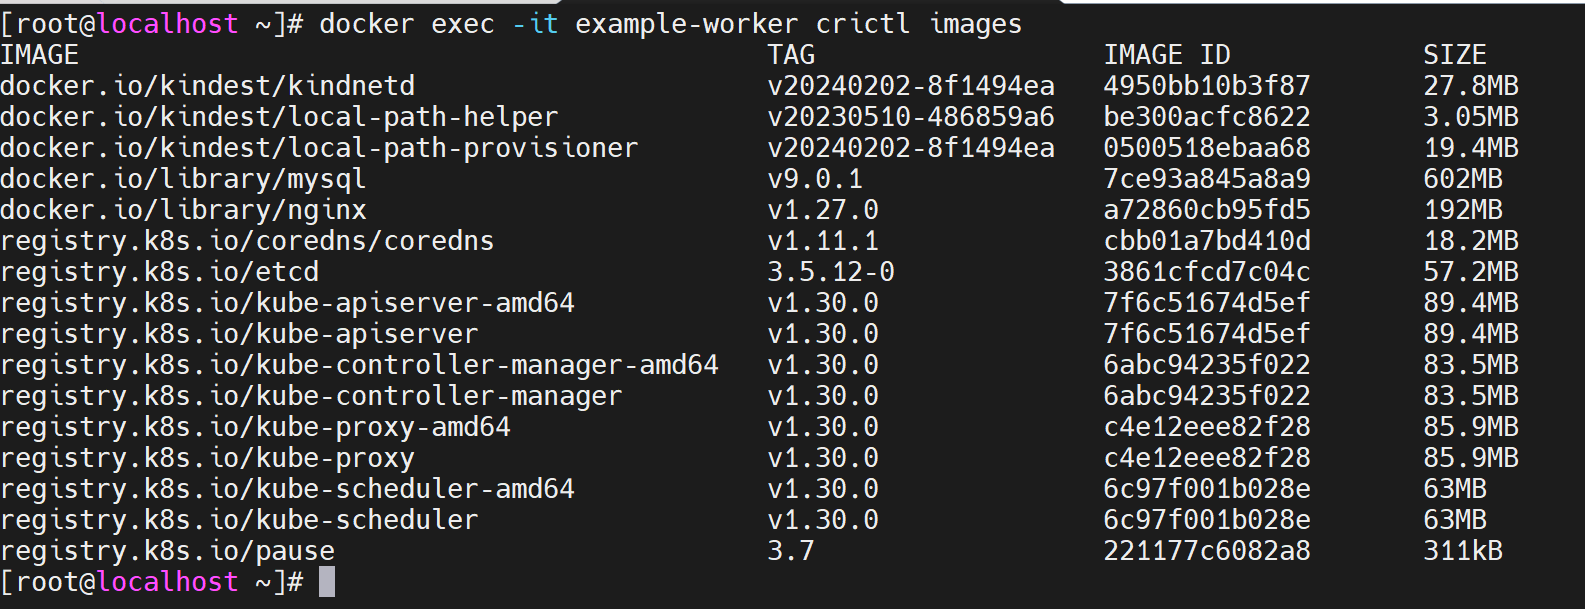 [root@localhost ~]# docker exec -it example-worker crictl images
IMAGE TAG IMAGE ID SIZE
docker.io/kindest/kindnetd v20240202-8f1494ea 4950bb10b3f87 27.8MB
docker.io/kindest/local-path-helper v20230510-486859a6 be300acfc8622 3.05MB
docker.io/kindest/local-path-provisioner v20240202-8f1494ea 0500518ebaa68 19.4MB
docker.io/library/mysql v9.0.1 7ce93a845a8a9 602MB
docker.io/library/nginx v1.27.0 a72860cb95fd5 192MB
registry.k8s.io/coredns/coredns v1.11.1 cbb01a7bd410d 18.2MB
registry.k8s.io/etcd 3.5.12-0 3861cfcd7c04c 57.2MB
registry.k8s.io/kube-apiserver-amd64 v1.30.0 7f6c51674d5ef 89.4MB
registry.k8s.io/kube-apiserver v1.30.0 7f6c51674d5ef 89.4MB
registry.k8s.io/kube-controller-manager-amd64 v1.30.0 6abc94235f022 83.5MB
registry.k8s.io/kube-controller-manager v1.30.0 6abc94235f022 83.5MB
registry.k8s.io/kube-proxy-amd64 v1.30.0 c4e12eee82f28 85.9MB
registry.k8s.io/kube-proxy v1.30.0 c4e12eee82f28 85.9MB
registry.k8s.io/kube-scheduler-amd64 v1.30.0 6c97f001b028e 63MB
registry.k8s.io/kube-scheduler v1.30.0 6c97f001b028e 63MB
registry.k8s.io/pause 3.7 221177c6082a8 311kB
[root@localhost ~]#